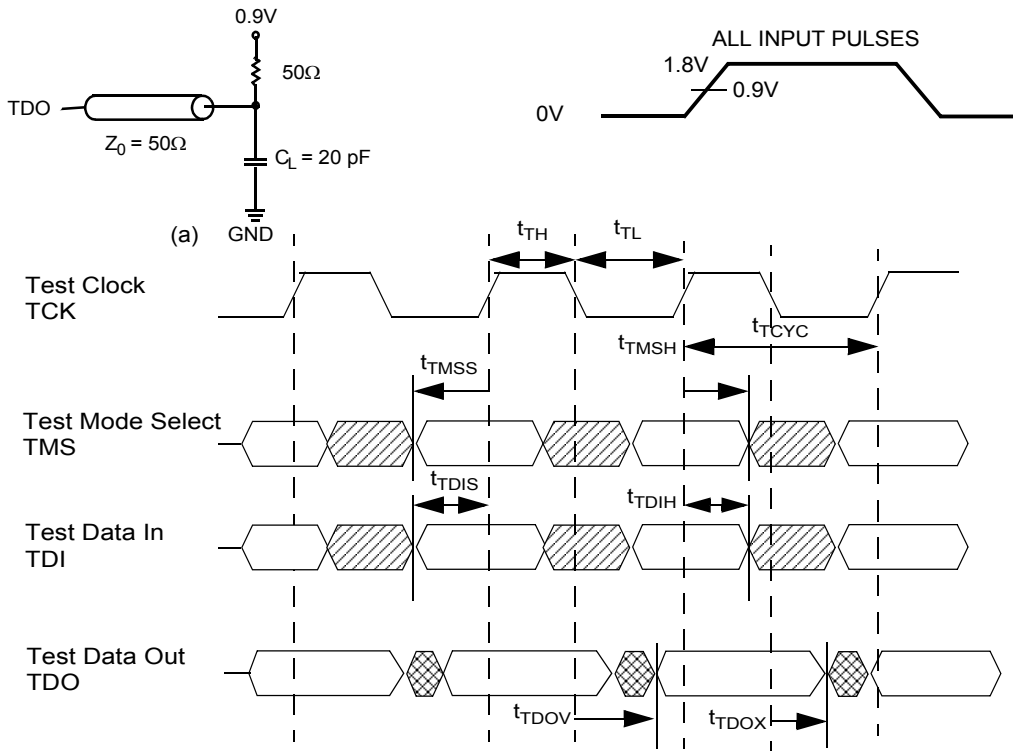 0.9V
50Ω
TDO
Z0 = 50Ω
CL = 20 pF
(a)
GND
ALL INPUT PULSES
1.8V
0.9V
0V
tTH
tTL
Test Clock
TCK
tTCYC
tTMSH
tTMSS
Test Mode Select
TMS
tTDIS
tTDIH
Test Data In
TDI
Test Data Out
TDO
tTDOV
tTDOX